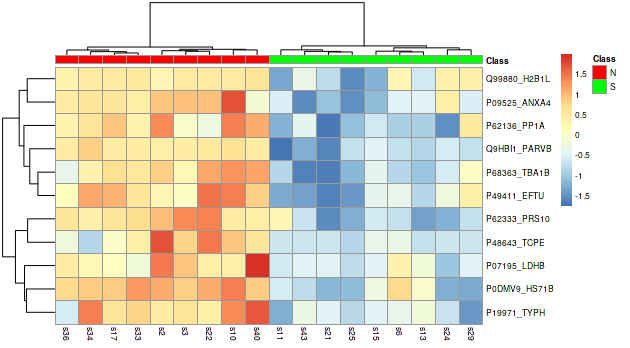 Class
Q99880_H2B1L
P09525_ANXA4
P62136_PP1A
Q9HBI1_PARVB
P68363_TBA1B
P49411_EFTU
P62333_PRS10
P48643_TCPE
P07195_LDHB
P0DMV9_HS71B
P19971_TYPH
s36 s34 s17 s33 s2 s3 s22 s10 s40 s11 s43 s21 s25 s15 s6 s13 s24 s29
1.5
1
0.5
0
-0.5
-1
-1.5
Class
N
S